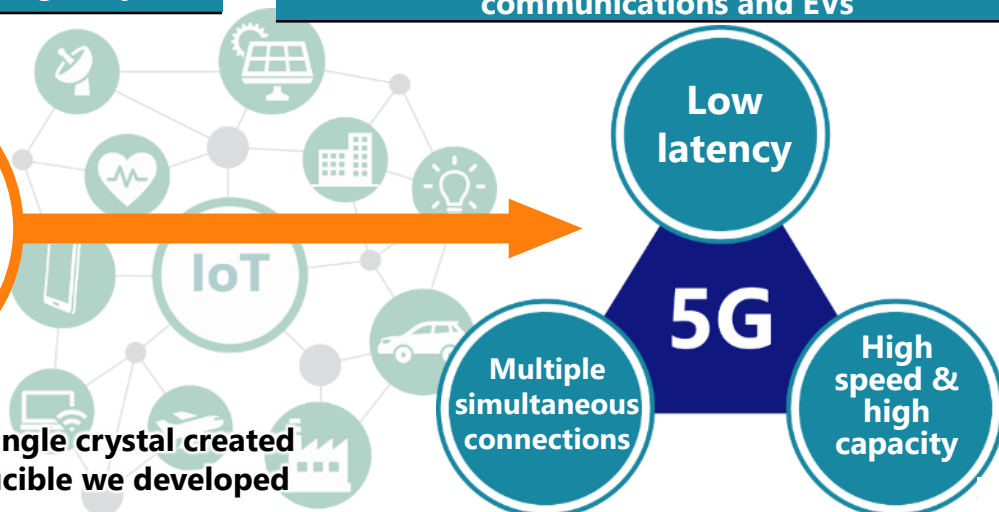 communications and EVs
Low
latency
IoT
5G
Multiple
simultaneous
connections
High
speed &
high
capacity
ngle crystal created
cible we developed